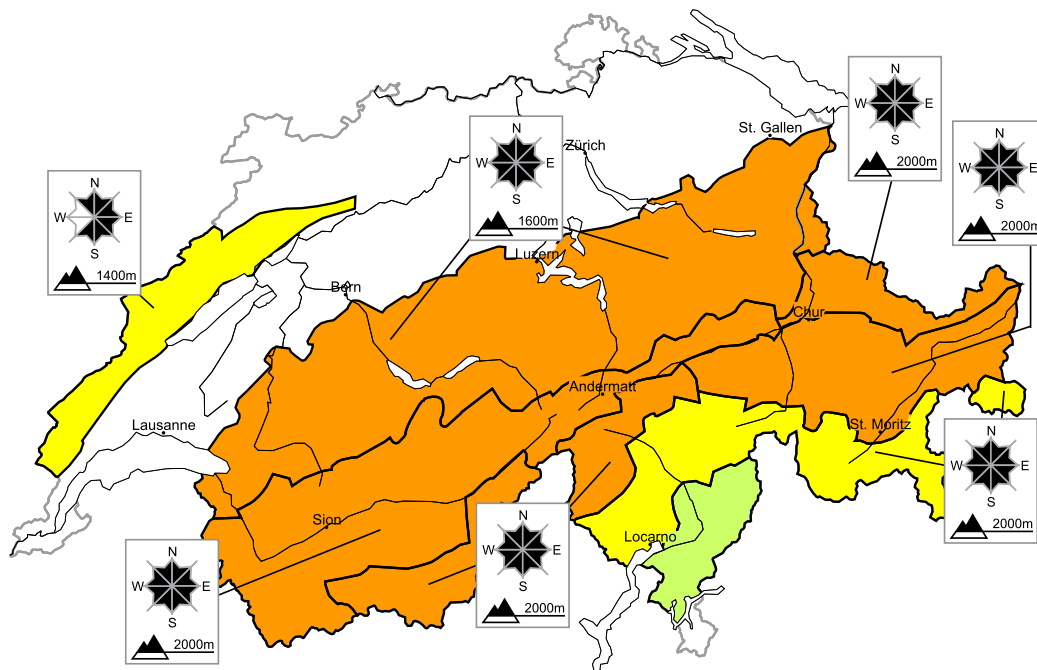 N
W E
S
2000m
N
W E
S
2000m
N
W E
S
1600m
N
W E
S
1400m
St. Gallen
Zürich
Luzern
Bern
Chur
Andermatt
Lausanne
St. Moritz
Sion
Locarno
N
W E
S
2000m
N
W E
S
2000m
N
W E
S
2000m